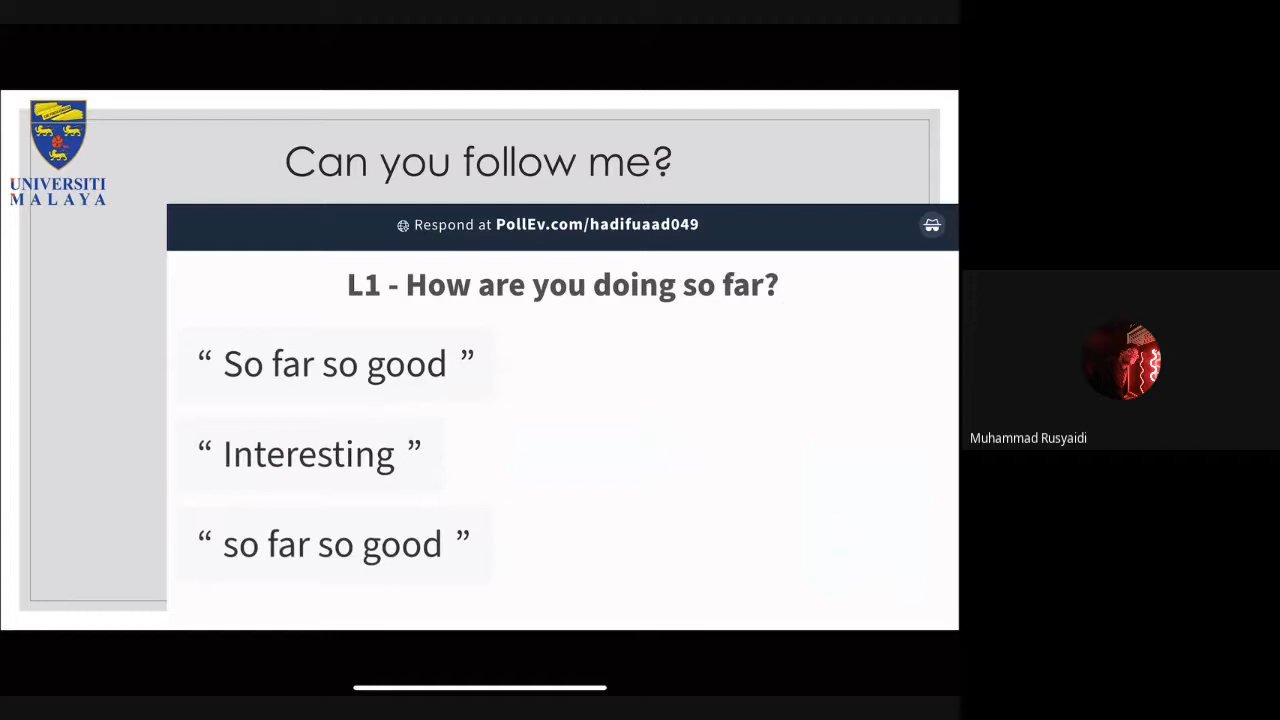 UNIVERSITI
MALAYA
Can you follow me?
Respond at PollEv.com/hadifuaad049
L1 - How are you doing so far?
“ So far so good ”
“ Interesting ”
“ so far so good ”
Muhammad Rusyaidi